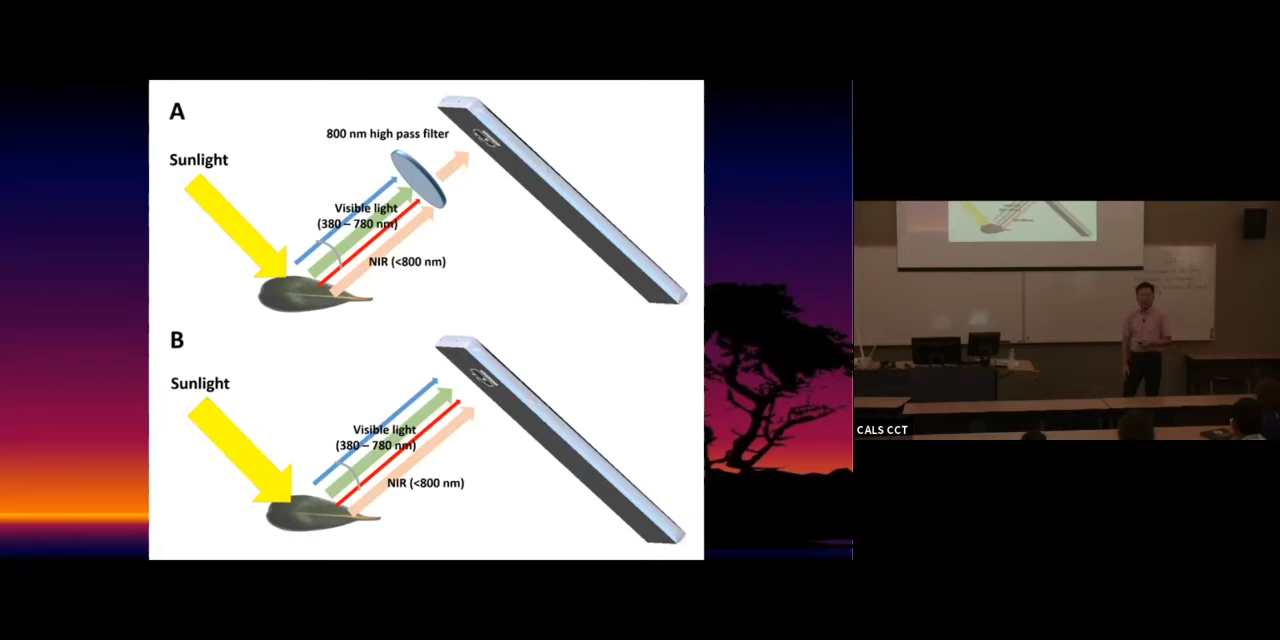 A
800 nm high pass filter
Sunlight
Visible light
(380 – 780 nm)
NIR (<800 nm)
B
Sunlight
Visible light
(380 – 780 nm)
NIR (<800 nm)
CALS CCT